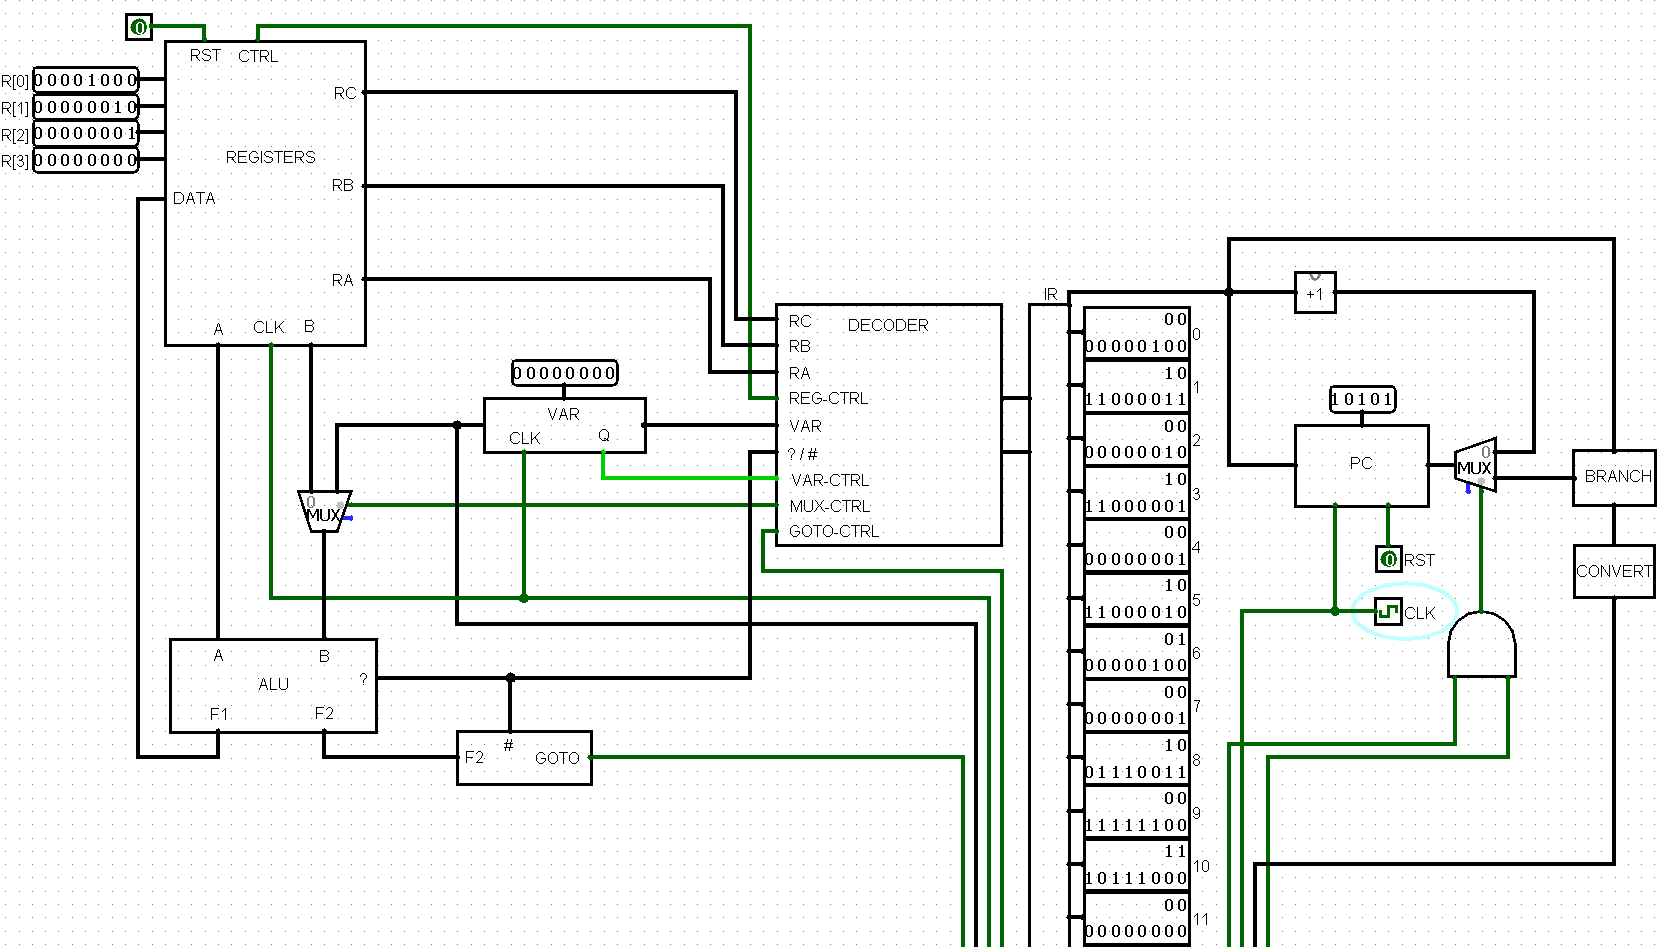 0
RST CTRL
R[0] 00001000
R[1] 00000010
R[2] 00000001
R[3] 00000000
RC
REGISTERS
RB
DATA
RA
A CLK B
00000000
VAR
CLK Q
0
MUX
RC DECODER
RB
RA
REG-CTRL
VAR
?/#
VAR-CTRL
MUX-CTRL
GOTO-CTRL
A B
ALU ?
F1 F2
#
F2 GOTO
IR
00
00000100 0
10
11000011 1
00
00000010 2
10
11000001 3
00
00000001 4
10
11000010 5
01
00000100 6
00
00000001 7
10
01110011 8
00
11111100 9
11
10111000 10
00
00000000 11
+1
10101
PC
0
MUX
BRANCH
0 RST
CONVERT
CLK